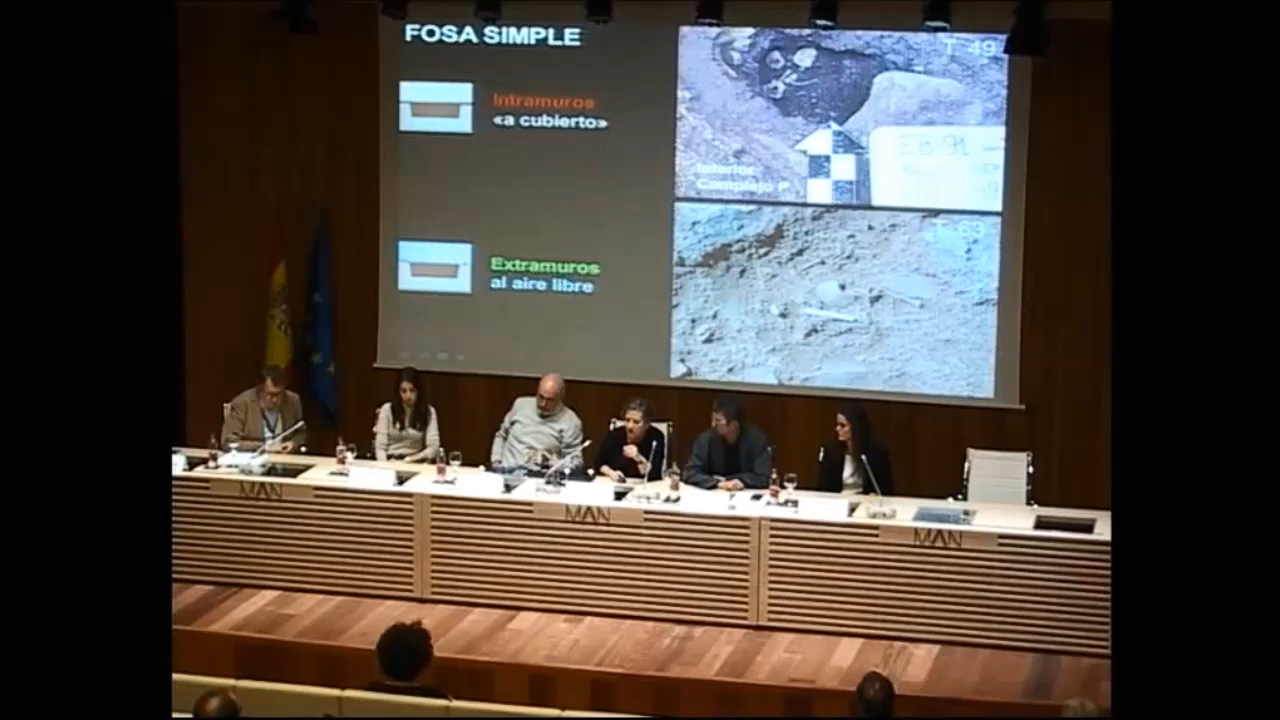 FOSA SIMPLE
Intramuros
«a cubierto»
Extramuros
al aire libre
T 49
Interior
Complejo P
T 63
MAN
MAN
MAN